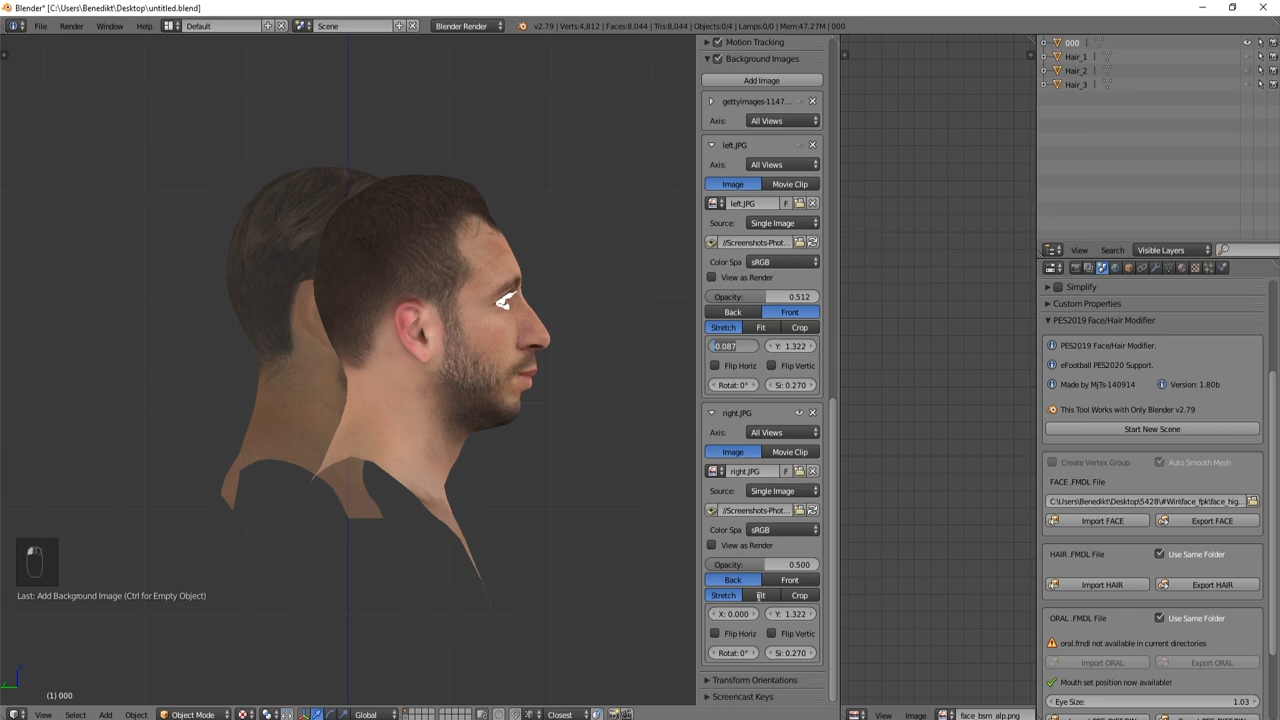 Blender* [C:\Users\Benedikt\Desktop\untitled.blend]
File Render Window Help Default Scene Blender Render v2.79 | Verts:4,812 | Faces:8,044 | Tris:8,044 | Objects:0/4 | Lamps:0/0 | Mem:47.27M | 000
Motion Tracking
Background Images
Add Image
gettyimages-1147...
Axis: All Views
left.JPG
Axis: All Views
Image Movie Clip
left.JPG F
Source: Single Image
//Screenshots-Phot...
Color Spa sRGB
View as Render
Opacity: 0.512
Back Front
Stretch Fit Crop
0.087 Y: 1.322
Flip Horiz Flip Vertic
Rotat: 0° Si: 0.270
right.JPG
Axis: All Views
Image Movie Clip
right.JPG F
Source: Single Image
//Screenshots-Phot...
Color Spa sRGB
View as Render
Opacity: 0.500
Back Front
Stretch Fit Crop
X: 0.000 Y: 1.322
Flip Horiz Flip Vertic
Rotat: 0° Si: 0.270
Transform Orientations
Screencast Keys
Last: Add Background Image (Ctrl for Empty Object)
(1) 000
View Select Add Object Object Mode Global Closest
View Image face_bsm_alp.png
000
Hair_1
Hair_2
Hair_3
View Search Visible Layers
Simplify
Custom Properties
PES2019 Face/Hair Modifier
PES2019 Face/Hair Modifier.
eFootball PES2020 Support.
Made by MjTs-140914 Version: 1.80b
This Tool Works with Only Blender v2.79
Start New Scene
Create Vertex Group Auto Smooth Mesh
FACE .FMDL File
C:\Users\Benedikt\Desktop\5428\#Win\face_fpk\face_hig...
Import FACE Export FACE
HAIR .FMDL File Use Same Folder
Import HAIR Export HAIR
ORAL .FMDL File Use Same Folder
oral.fmdl not available in current directories
Import ORAL Export ORAL
Mouth set position now available!
Eye Size: 1.03